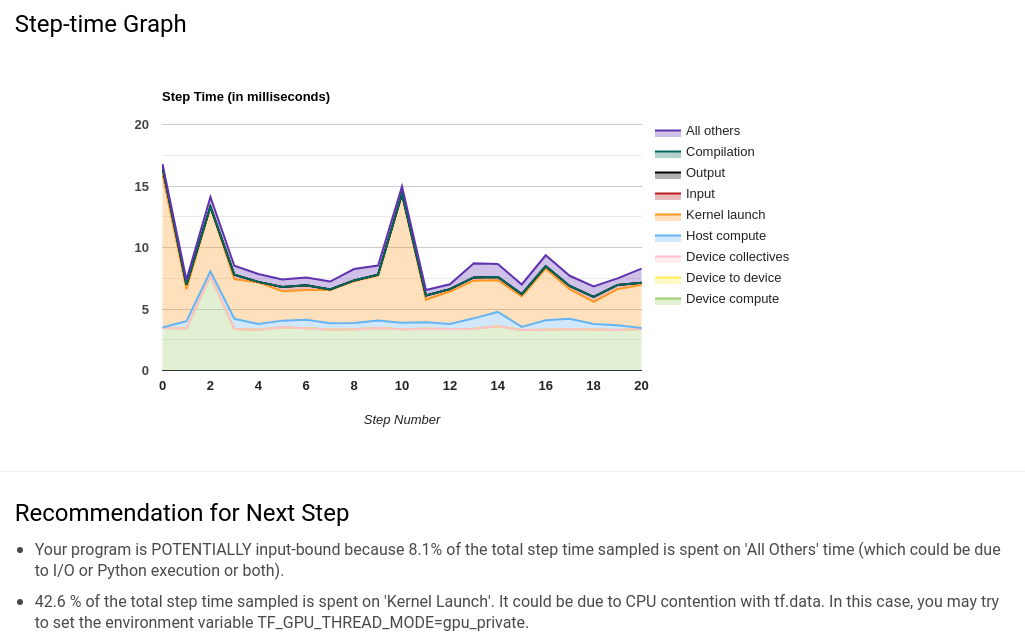 Step-time Graph
Step Time (in milliseconds)
20
15
10
5
0
0 2 4 6 8 10 12 14 16 18 20
Step Number
All others
Compilation
Output
Input
Kernel launch
Host compute
Device collectives
Device to device
Device compute
Recommendation for Next Step
Your program is POTENTIALLY input-bound because 8.1% of the total step time sampled is spent on 'All Others' time (which could be due
to I/O or Python execution or both).
42.6 % of the total step time sampled is spent on 'Kernel Launch'. It could be due to CPU contention with tf.data. In this case, you may try
to set the environment variable TF_GPU_THREAD_MODE=gpu_private.